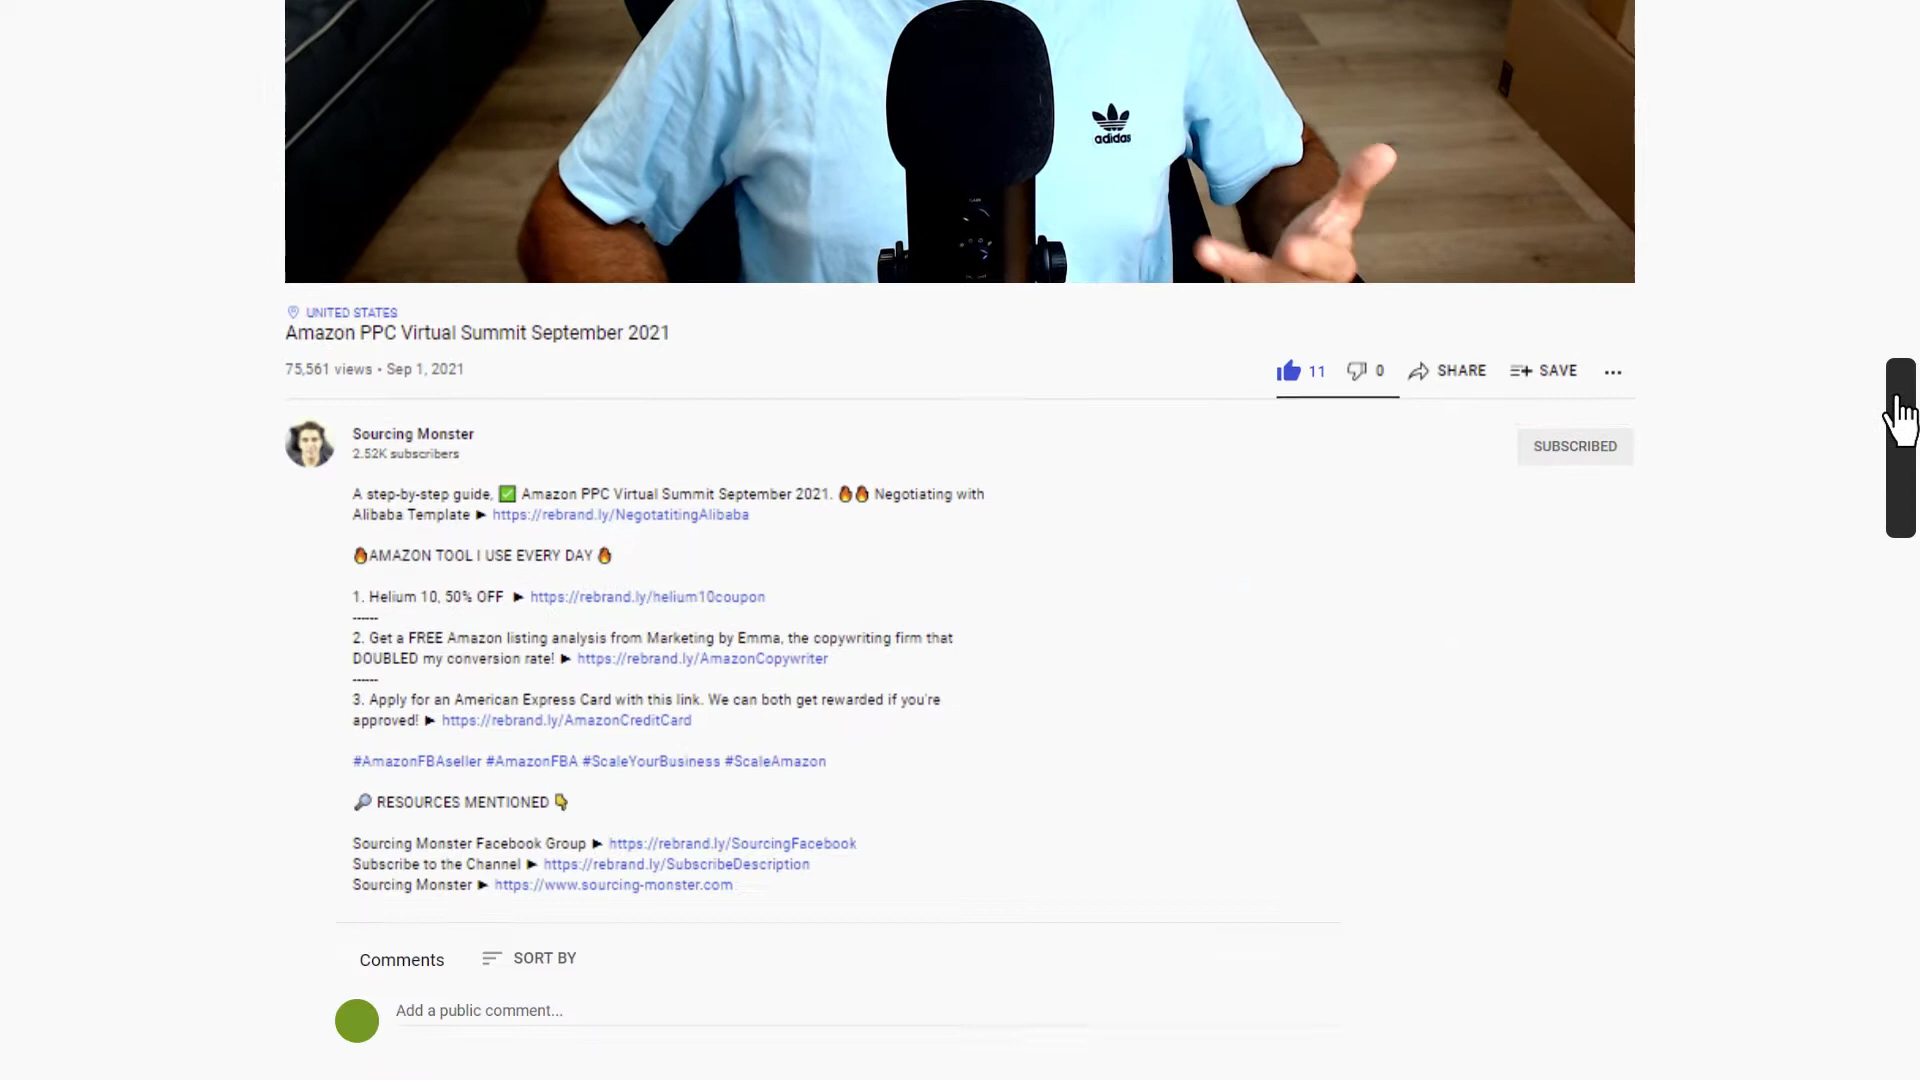 adidas
UNITED STATES
Amazon PPC Virtual Summit September 2021
75,561 views • Sep 1, 2021
11 0 SHARE SAVE ...
Sourcing Monster
2.52K subscribers
SUBSCRIBED
A step-by-step guide, ✅ Amazon PPC Virtual Summit September 2021. 🔥🔥 Negotiating with
Alibaba Template ► https://rebrand.ly/NegotatitingAlibaba
🔥AMAZON TOOL I USE EVERY DAY 🔥
1. Helium 10, 50% OFF ► https://rebrand.ly/helium10coupon
------
2. Get a FREE Amazon listing analysis from Marketing by Emma, the copywriting firm that
DOUBLED my conversion rate! ► https://rebrand.ly/AmazonCopywriter
------
3. Apply for an American Express Card with this link. We can both get rewarded if you're
approved! ► https://rebrand.ly/AmazonCreditCard
#AmazonFBAseller #AmazonFBA #ScaleYourBusiness #ScaleAmazon
🔎 RESOURCES MENTIONED 👇
Sourcing Monster Facebook Group ► https://rebrand.ly/SourcingFacebook
Subscribe to the Channel ► https://rebrand.ly/SubscribeDescription
Sourcing Monster ► https://www.sourcing-monster.com
Comments SORT BY
Add a public comment...